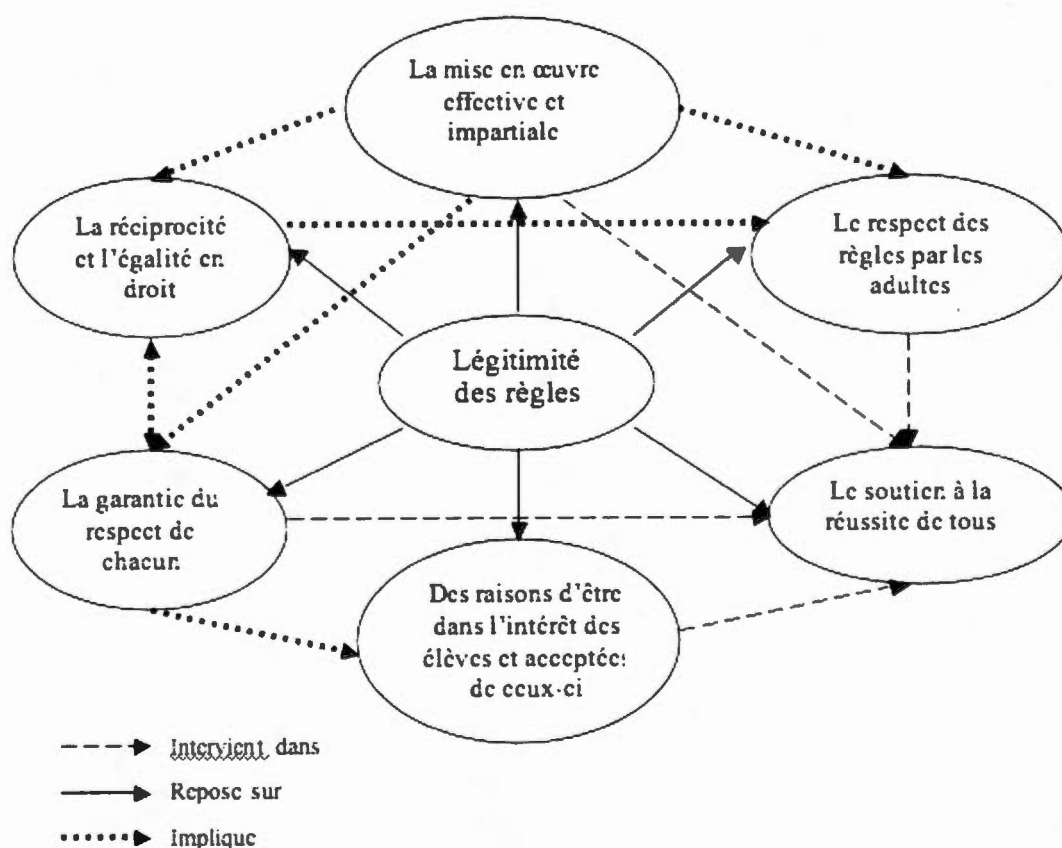 La mise en œuvre
effective et
impartiale
La réciprocité
et l'égalité en
droit
Le respect des
règles par les
adultes
Légitimité
des règles
La garantie du
respect de
chacun
Le soutien à la
réussite de tous
Des raisons d'être
dans l'intérêt des
élèves et acceptées
de ceux-ci
Intervient dans
Repose sur
Implique